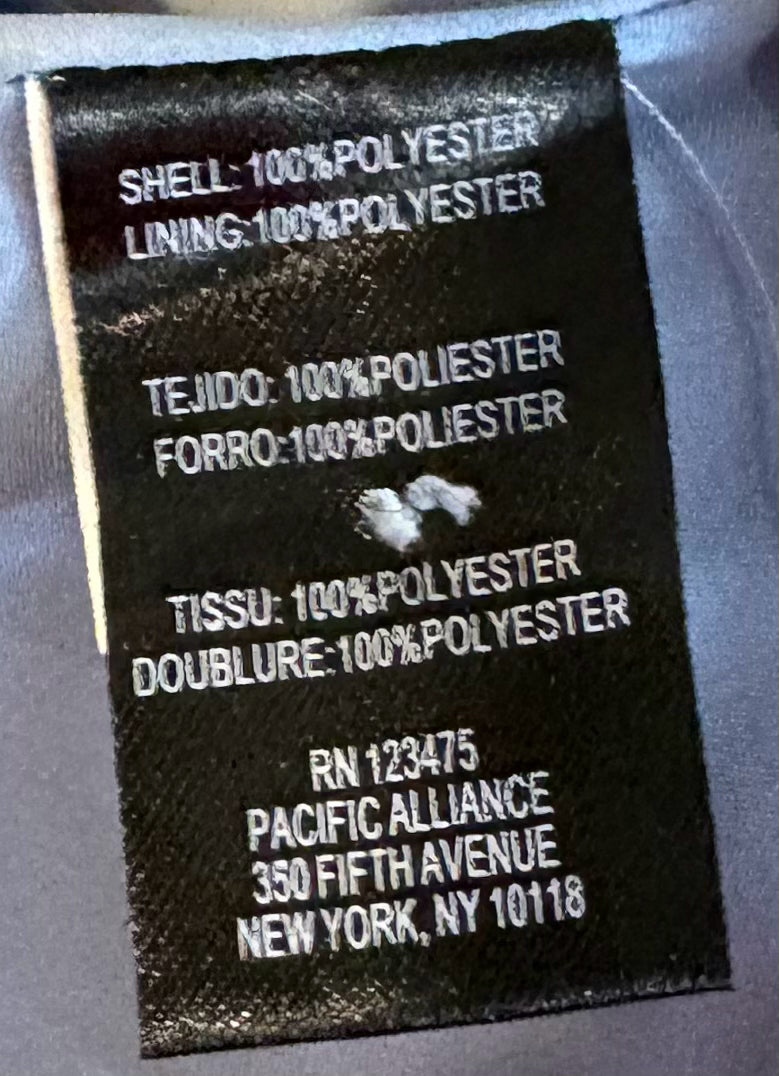 SHELL: 100%POLYESTER
LINING:100%POLYESTER
TEJIDO: 100%POLIESTER
FORRO:100%POLIESTER
TISSU: 100%POLYESTER
DOUBLURE:100%POLYESTER
RN 123475
PACIFIC ALLIANCE
350 FIFTH AVENUE
NEW YORK, NY 10118